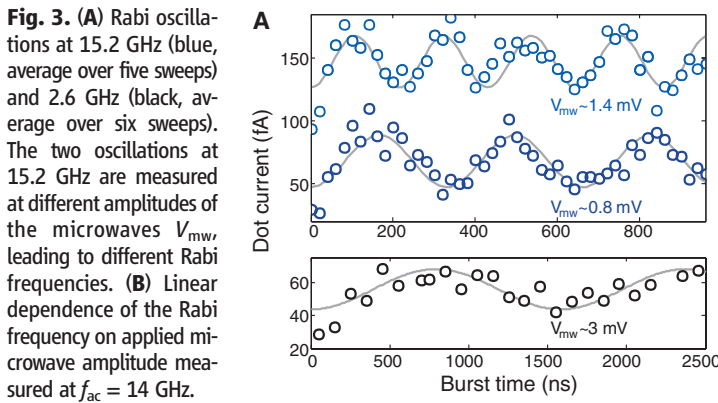 Fig. 3. (A) Rabi oscilla-
tions at 15.2 GHz (blue,
average over five sweeps)
and 2.6 GHz (black, av-
erage over six sweeps).
The two oscillations at
15.2 GHz are measured
at different amplitudes of
the microwaves Vmw,
leading to different Rabi
frequencies. (B) Linear
dependence of the Rabi
frequency on applied mi-
crowave amplitude mea-
sured at fac = 14 GHz.
A
Dot current (fA)
150
100
50
Vmw~1.4 mV
Vmw~0.8 mV
0 200 400 600 800
60
40
20
Vmw~3 mV
0 500 1000 1500 2000 2500
Burst time (ns)